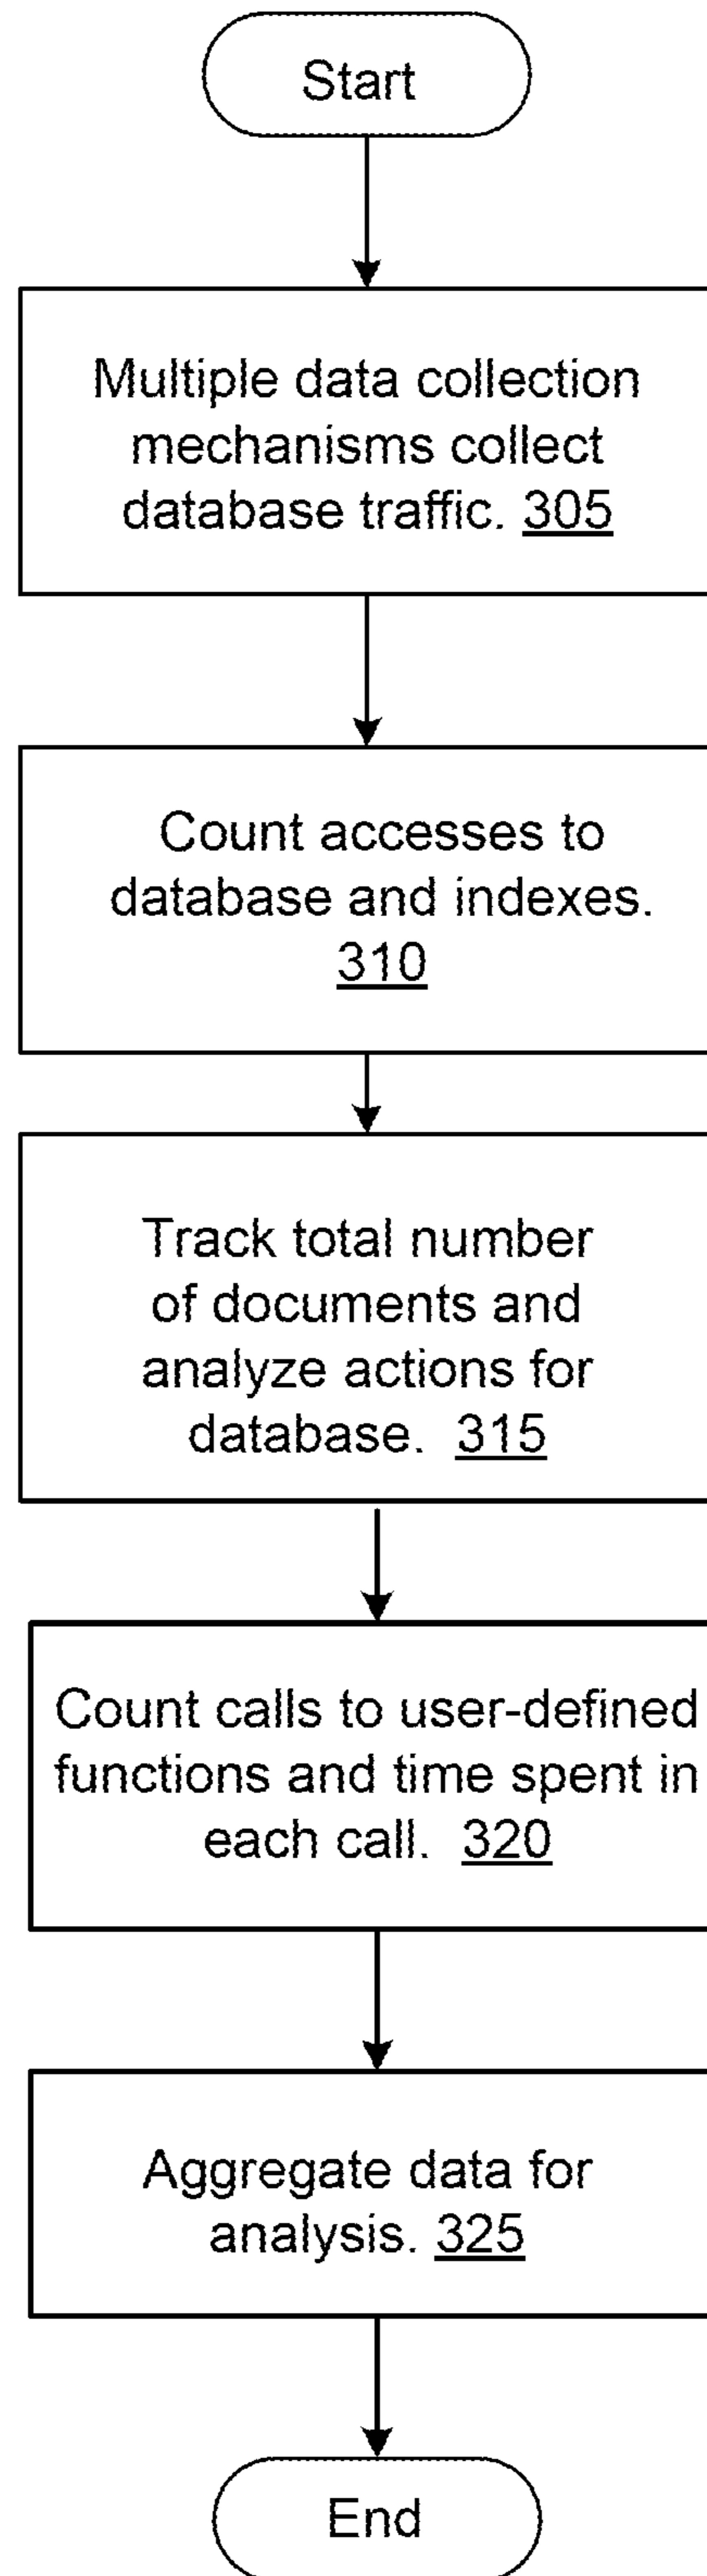 Start
Multiple data collection
mechanisms collect
database traffic. 305
Count accesses to
database and indexes.
310
Track total number
of documents and
analyze actions for
database. 315
Count calls to user-defined
functions and time spent in
each call. 320
Aggregate data for
analysis. 325
End